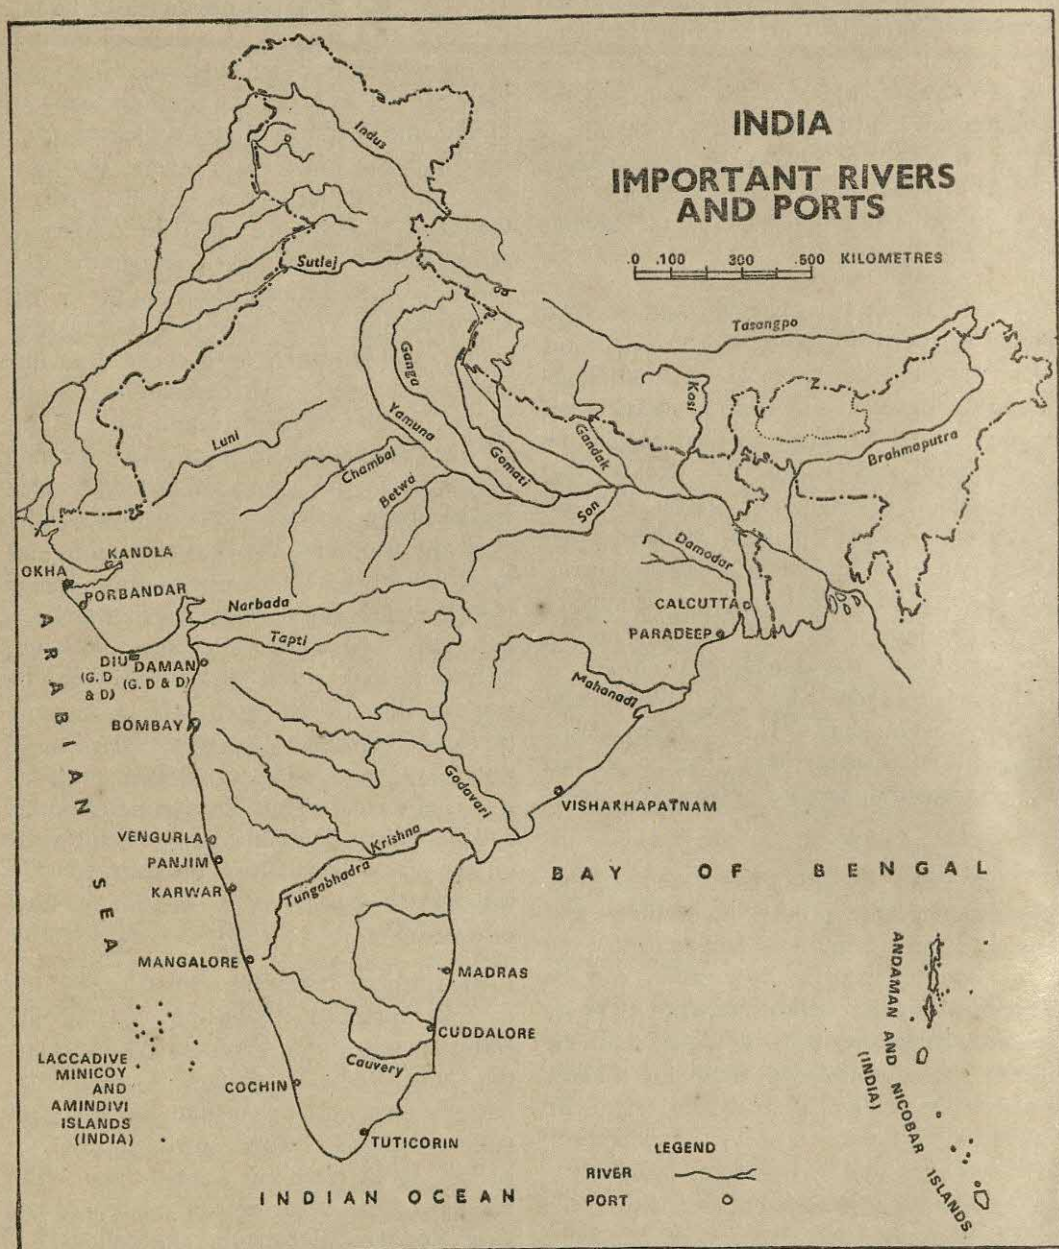 INDIA
IMPORTANT RIVERS
AND PORTS
.0 .100 300 .500 KILOMETRES
Indus
Sutlej
Tasangpo
Ganga
Yamuna
Gomati
Gandak
Kosi
Brahmaputra
Luni
Chambal
Betwa
Son
Damodar
KANDLA
OKHA
PORBANDAR
Narbada
Tapti
CALCUTTA
PARADEEP
DIU
(G. D
& D)
DAMAN
(G. D & D)
Mahanadi
BOMBAY
Godavari
VISHAKHAPATNAM
ARABIAN SEA
VENGURLA
Krishna
PANJIM
Tungabhadra
KARWAR
BAY OF BENGAL
MANGALORE
MADRAS
CUDDALORE
Cauvery
COCHIN
TUTICORIN
LACCADIVE
MINICOY
AND
AMINDIVI
ISLANDS
(INDIA)
ANDAMAN AND NICOBAR ISLANDS
(INDIA)
LEGEND
RIVER
PORT
INDIAN OCEAN